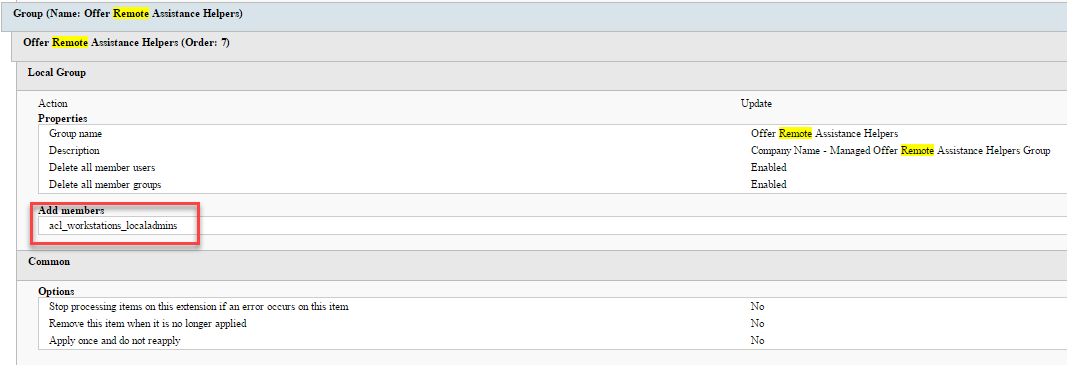 Group (Name: Offer Remote Assistance Helpers)
Offer Remote Assistance Helpers (Order: 7)
Local Group
Action Update
Properties
Group name Offer Remote Assistance Helpers
Description Company Name - Managed Offer Remote Assistance Helpers Group
Delete all member users Enabled
Delete all member groups Enabled
Add members
acl_workstations_localadmins
Common
Options
Stop processing items on this extension if an error occurs on this item No
Remove this item when it is no longer applied No
Apply once and do not reapply No